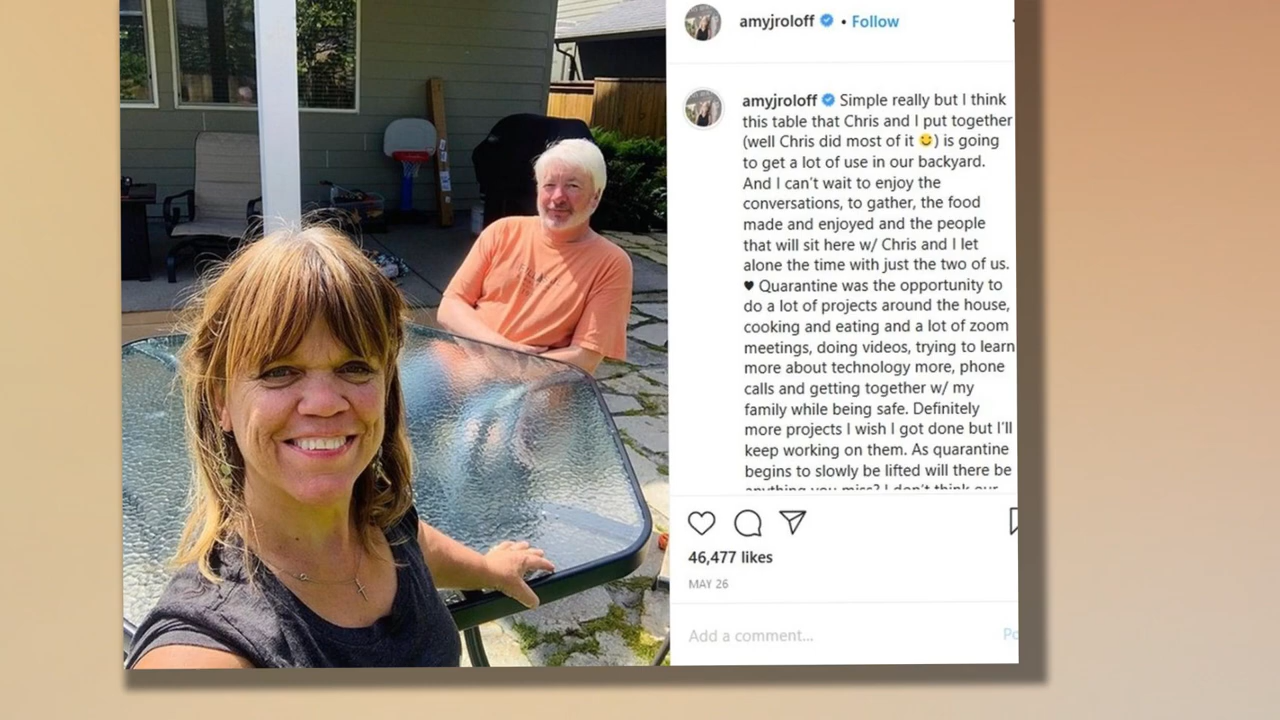 amyjroloff • Follow
amyjroloff Simple really but I think
this table that Chris and I put together
(well Chris did most of it 😉) is going
to get a lot of use in our backyard.
And I can't wait to enjoy the
conversations, to gather, the food
made and enjoyed and the people
that will sit here w/ Chris and I let
alone the time with just the two of us.
♥ Quarantine was the opportunity to
do a lot of projects around the house,
cooking and eating and a lot of zoom
meetings, doing videos, trying to learn
more about technology more, phone
calls and getting together w/ my
family while being safe. Definitely
more projects I wish I got done but I'll
keep working on them. As quarantine
begins to slowly be lifted will there be
anything you miss? I don't think our
46,477 likes
MAY 26
Add a comment...